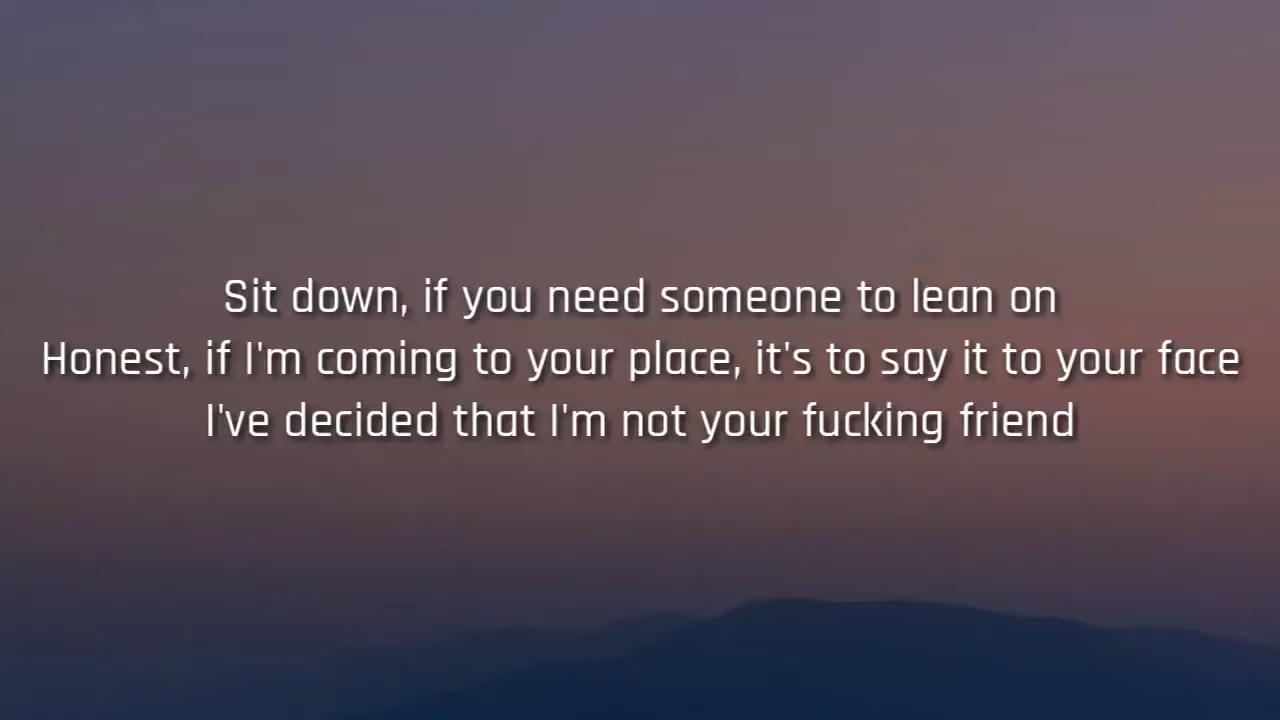 Sit down, if you need someone to lean on
Honest, if I'm coming to your place, it's to say it to your face
I've decided that I'm not your fucking friend